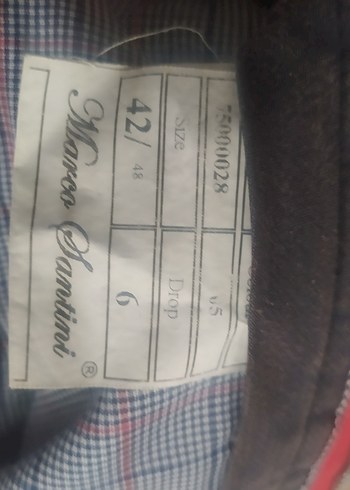 75000028 05
Size Drop
42/ 48 6
Marco Santini ®